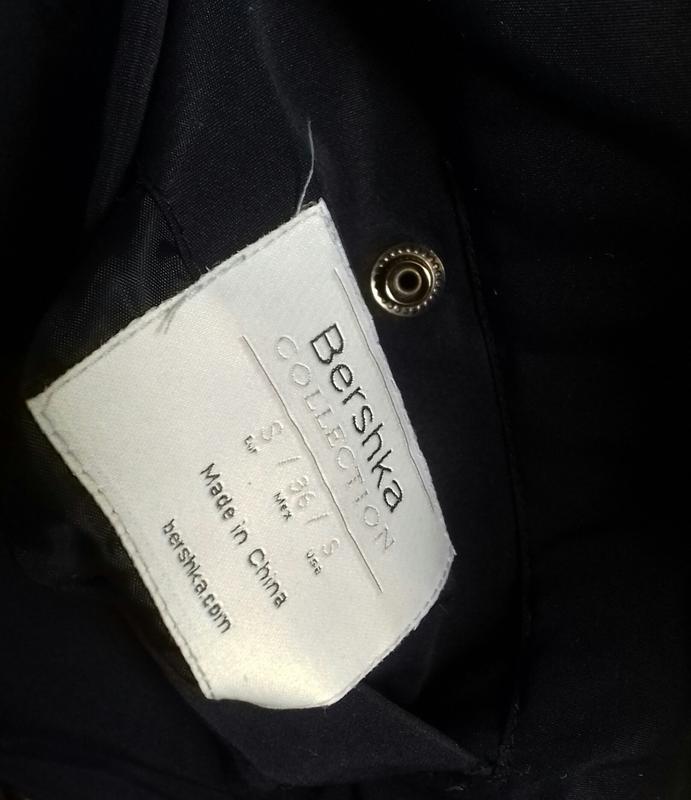 Bershka
COLLECTION
S / 36 / S
Eur Mex USA
Made in China
bershka.com